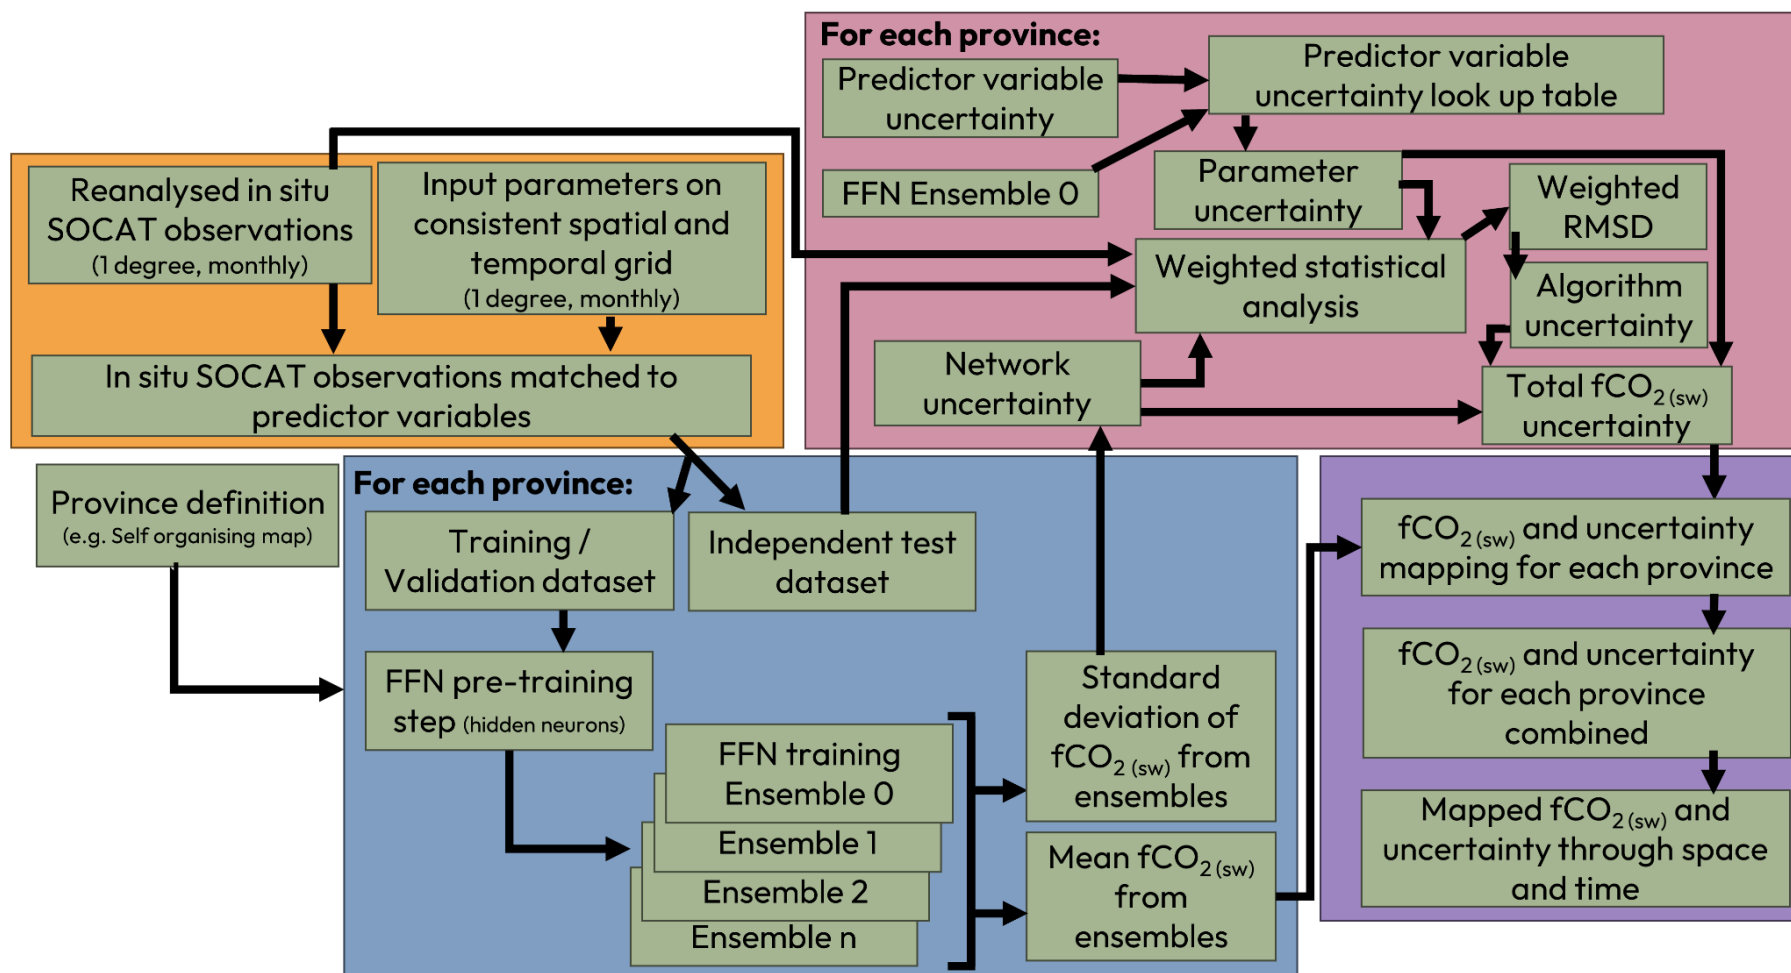 For each province:
Predictor variable
uncertainty
Predictor variable
uncertainty look up table
FFN Ensemble 0
Parameter
uncertainty
Weighted
RMSD
Weighted statistical
analysis
Algorithm
uncertainty
Network
uncertainty
Total fCO₂ (sw)
uncertainty
Reanalysed in situ
SOCAT observations
(1 degree, monthly)
Input parameters on
consistent spatial and
temporal grid
(1 degree, monthly)
In situ SOCAT observations matched to
predictor variables
Province definition
(e.g. Self organising map)
For each province:
Training /
Validation dataset
Independent test
dataset
FFN pre-training
step (hidden neurons)
FFN training
Ensemble 0
Ensemble 1
Ensemble 2
Ensemble n
Standard
deviation of
fCO₂ (sw) from
ensembles
Mean fCO₂ (sw)
from
ensembles
fCO₂ (sw) and uncertainty
mapping for each province
fCO₂ (sw) and uncertainty
for each province
combined
Mapped fCO₂ (sw) and
uncertainty through space
and time